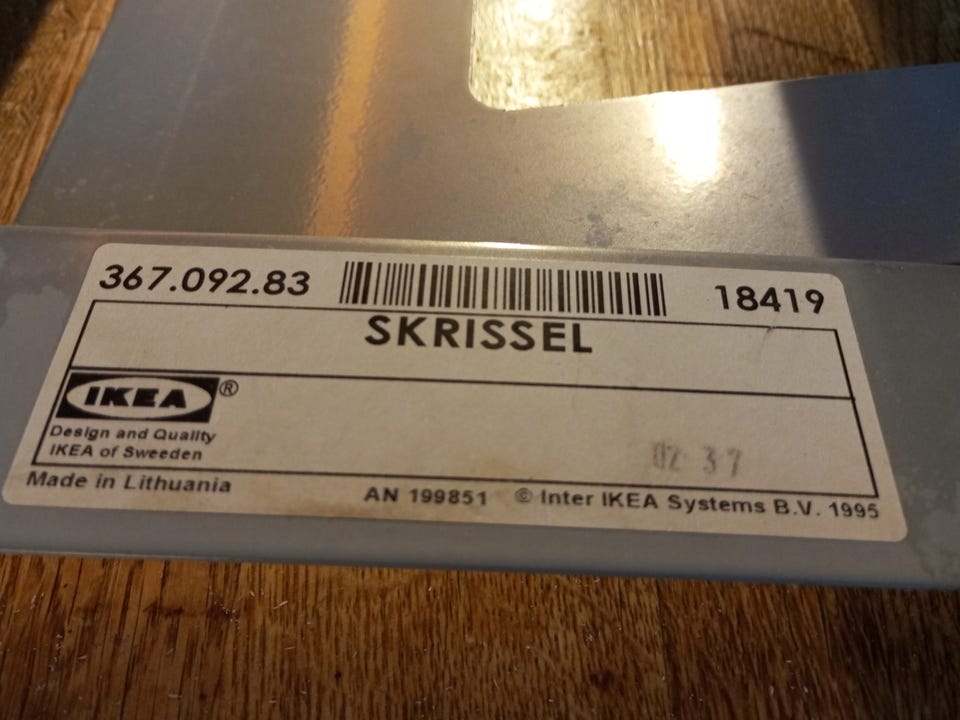 367.092.83 18419
SKRISSEL
IKEA®
Design and Quality
IKEA of Sweeden
02 37
Made in Lithuania
AN 199851 © Inter IKEA Systems B.V. 1995